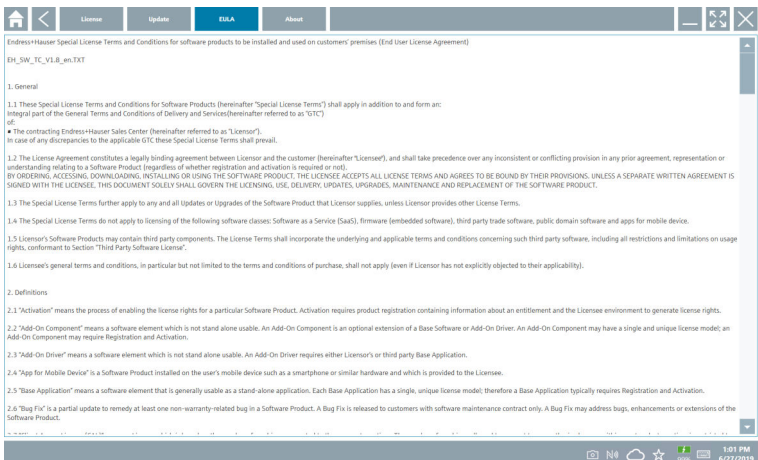 License
Update
EULA
About
Endress+Hauser Special License Terms and Conditions for software products to be installed and used on customers' premises (End User License Agreement)
EH_SW_TC_V1.8_en.TXT
1. General
1.1 These Special License Terms and Conditions for Software Products (hereinafter "Special License Terms") shall apply in addition to and form an:
Integral part of the General Terms and Conditions of Delivery and Services(hereinafter referred to as "GTC")
of:
● The contracting Endress+Hauser Sales Center (hereinafter referred to as "Licensor").
In case of any discrepancies to the applicable GTC these Special License Terms shall prevail.
1.2 The License Agreement constitutes a legally binding agreement between Licensor and the customer (hereinafter "Licensee"), and shall take precedence over any inconsistent or conflicting provision in any prior agreement, representation or
understanding relating to a Software Product (regardless of whether registration and activation is required or not).
BY ORDERING, ACCESSING, DOWNLOADING, INSTALLING OR USING THE SOFTWARE PRODUCT. THE LICENSEE ACCEPTS ALL LICENSE TERMS AND AGREES TO BE BOUND BY THEIR PROVISIONS. UNLESS A SEPARATE WRITTEN AGREEMENT IS
SIGNED WITH THE LICENSEE, THIS DOCUMENT SOLELY SHALL GOVERN THE LICENSING, USE, DELIVERY, UPDATES, UPGRADES, MAINTENANCE AND REPLACEMENT OF THE SOFTWARE PRODUCT.
1.3 The Special License Terms further apply to any and all Updates or Upgrades of the Software Product that Licensor supplies, unless Licensor provides other License Terms.
1.4 The Special License Terms do not apply to licensing of the following software classes: Software as a Service (SaaS), firmware (embedded software), third party trade software, public domain software and apps for mobile device.
1.5 Licensor's Software Products may contain third party components. The License Terms shall incorporate the underlying and applicable terms and conditions concerning such third party software, including all restrictions and limitations on usage
rights, conformant to Section "Third Party Software License".
1.6 Licensee's general terms and conditions, in particular but not limited to the terms and conditions of purchase, shall not apply (even if Licensor has not explicitly objected to their applicability).
2. Definitions
2.1 "Activation" means the process of enabling the license rights for a particular Software Product. Activation requires product registration containing information about an entitlement and the Licensee environment to generate license rights.
2.2 "Add-On Component" means a software element which is not stand alone usable. An Add-On Component is an optional extension of a Base Software or Add-On Driver. An Add-On Component may have a single and unique license model; an
Add-On Component may require Registration and Activation.
2.3 "Add-On Driver" means a software element which is not stand alone usable. An Add-On Driver requires either Licensor's or third party Base Application.
2.4 "App for Mobile Device" is a Software Product installed on the user's mobile device such as a smartphone or similar hardware and which is provided to the Licensee.
2.5 "Base Application" means a software element that is generally usable as a stand-alone application. Each Base Application has a single, unique license model; therefore a Base Application typically requires Registration and Activation.
2.6 "Bug Fix" is a partial update to remedy at least one non-warranty-related bug in a Software Product. A Bug Fix is released to customers with software maintenance contract only. A Bug Fix may address bugs, enhancements or extensions of the
Software Product.
1:01 PM
6/27/2019